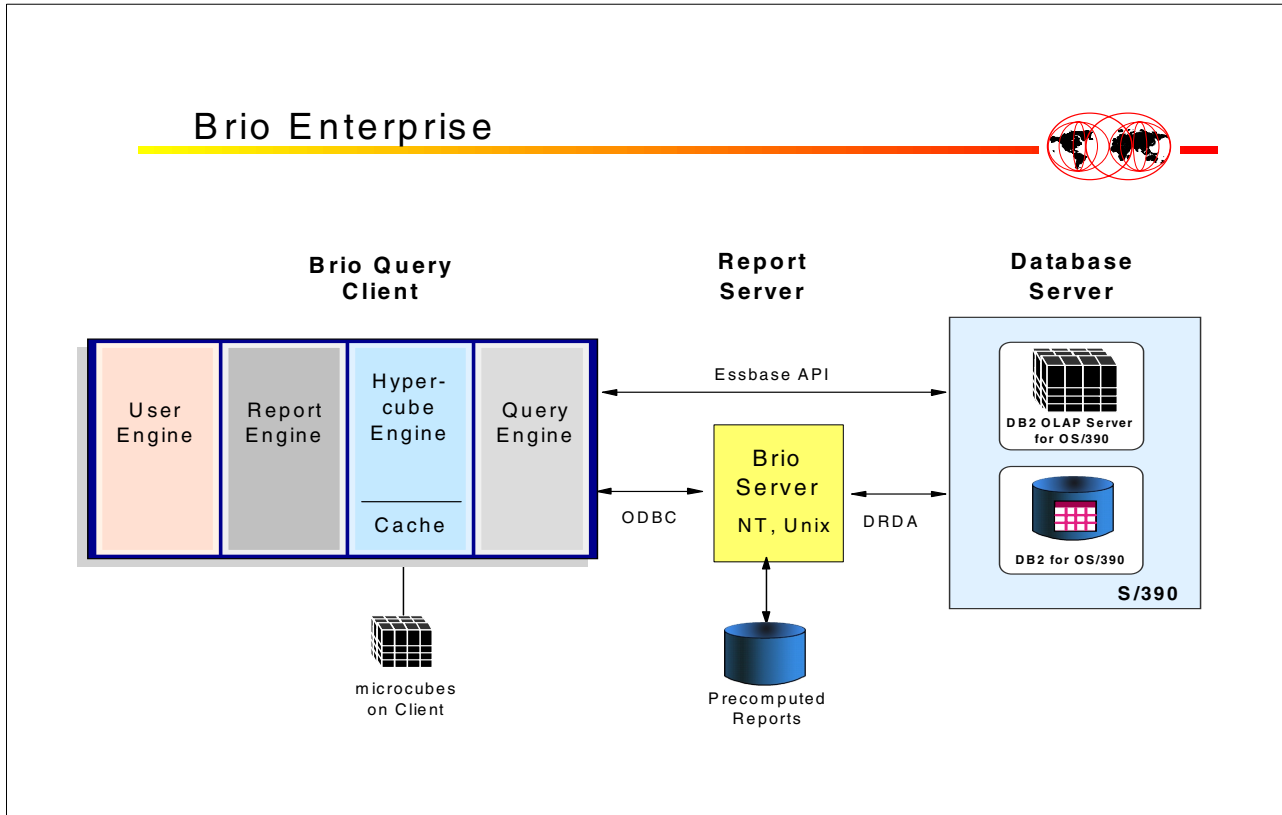 Brio Enterprise
Brio Query
Client
Report
Server
Database
Server
User
Engine
Report
Engine
Hyper-
cube
Engine
Cache
Query
Engine
Essbase API
ODBC
Brio
Server
NT, Unix
DRDA
DB2 OLAP Server
for OS/390
DB2 for OS/390
S/390
microcubes
on Client
Precomputed
Reports